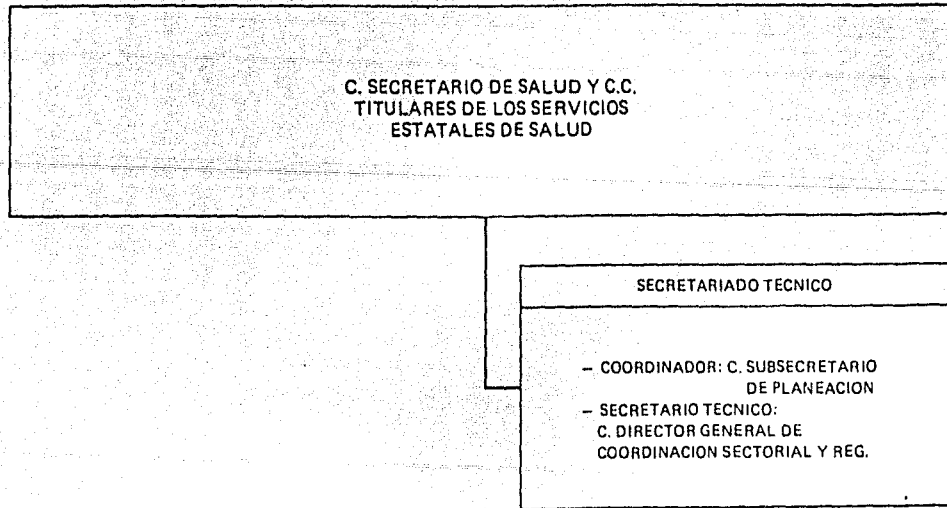 C. SECRETARIO DE SALUD Y C.C.
TITULARES DE LOS SERVICIOS
ESTATALES DE SALUD
SECRETARIADO TECNICO
– COORDINADOR: C. SUBSECRETARIO
DE PLANEACION
– SECRETARIO TECNICO:
C. DIRECTOR GENERAL DE
COORDINACION SECTORIAL Y REG.